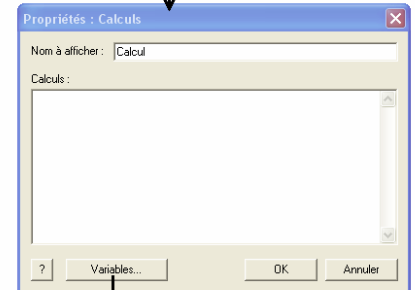 Propriétés : Calculs
Nom à afficher : Calcul
Calculs :
? Variables... OK Annuler